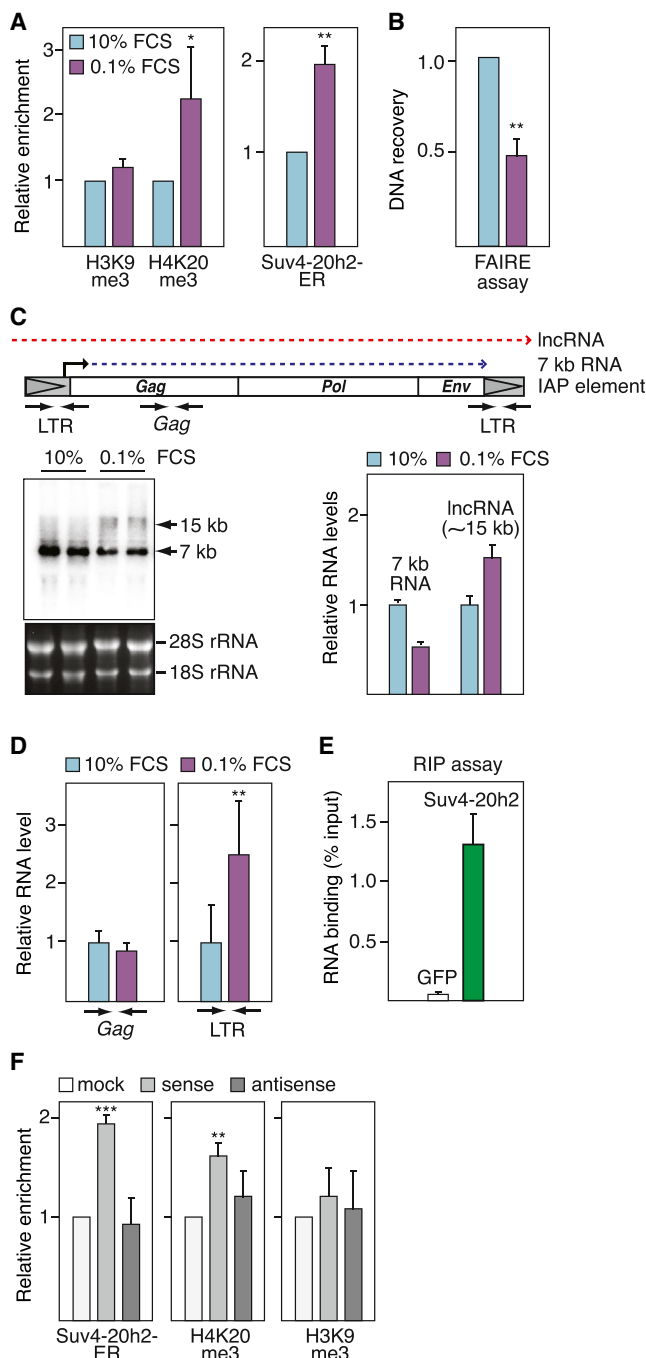 A
B
10% FCS
0.1% FCS
*
**
**
3
2
1
2
1
1.0
0.5
Relative enrichment
DNA recovery
H3K9
me3
H4K20
me3
Suv4-20h2-
ER
FAIRE
assay
C
lncRNA
7 kb RNA
Gag
Pol
Env
IAP element
LTR
Gag
LTR
10%
0.1%
FCS
15 kb
7 kb
28S rRNA
18S rRNA
10%
0.1% FCS
Relative RNA levels
2
1
7 kb
RNA
lncRNA
(~15 kb)
D
10% FCS
0.1% FCS
Relative RNA level
3
2
1
**
Gag
LTR
E
RIP assay
RNA binding (% input)
1.5
1.0
0.5
GFP
Suv4-20h2
F
mock
sense
antisense
Relative enrichment
2
1
***
**
Suv4-20h2-
ER
H4K20
me3
H3K9
me3